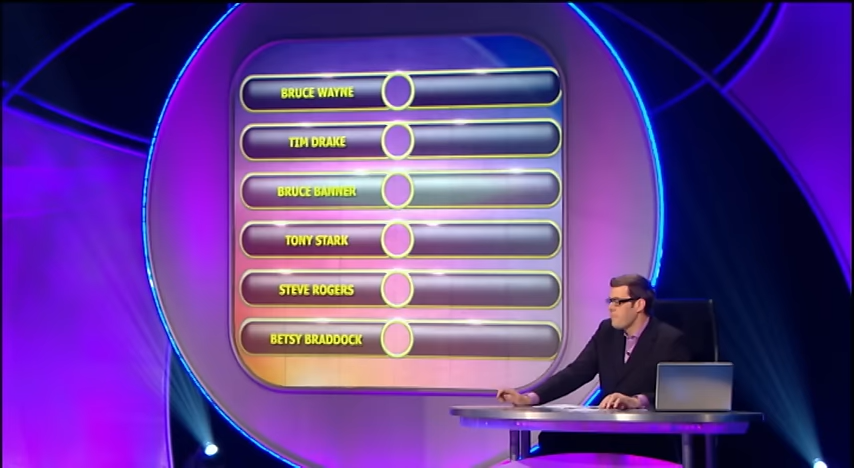 BRUCE WAYNE
TIM DRAKE
BRUCE BANNER
TONY STARK
STEVE ROGERS
BETSY BRADDOCK